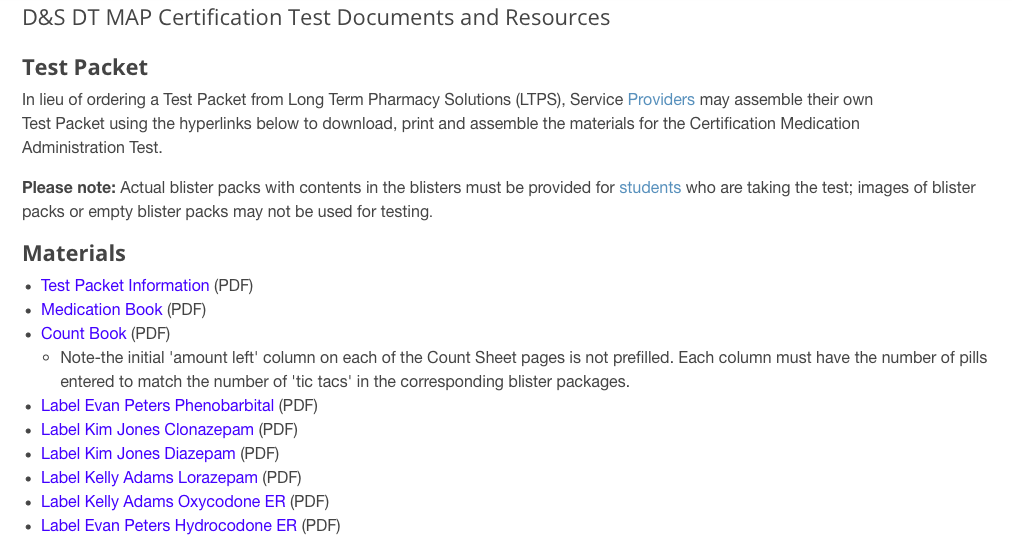 D&S DT MAP Certification Test Documents and Resources
Test Packet
In lieu of ordering a Test Packet from Long Term Pharmacy Solutions (LTPS), Service Providers may assemble their own
Test Packet using the hyperlinks below to download, print and assemble the materials for the Certification Medication
Administration Test.
Please note: Actual blister packs with contents in the blisters must be provided for students who are taking the test; images of blister
packs or empty blister packs may not be used for testing.
Materials
• Test Packet Information (PDF)
• Medication Book (PDF)
• Count Book (PDF)
◦ Note-the initial 'amount left' column on each of the Count Sheet pages is not prefilled. Each column must have the number of pills
entered to match the number of 'tic tacs' in the corresponding blister packages.
• Label Evan Peters Phenobarbital (PDF)
• Label Kim Jones Clonazepam (PDF)
• Label Kim Jones Diazepam (PDF)
• Label Kelly Adams Lorazepam (PDF)
• Label Kelly Adams Oxycodone ER (PDF)
• Label Evan Peters Hydrocodone ER (PDF)